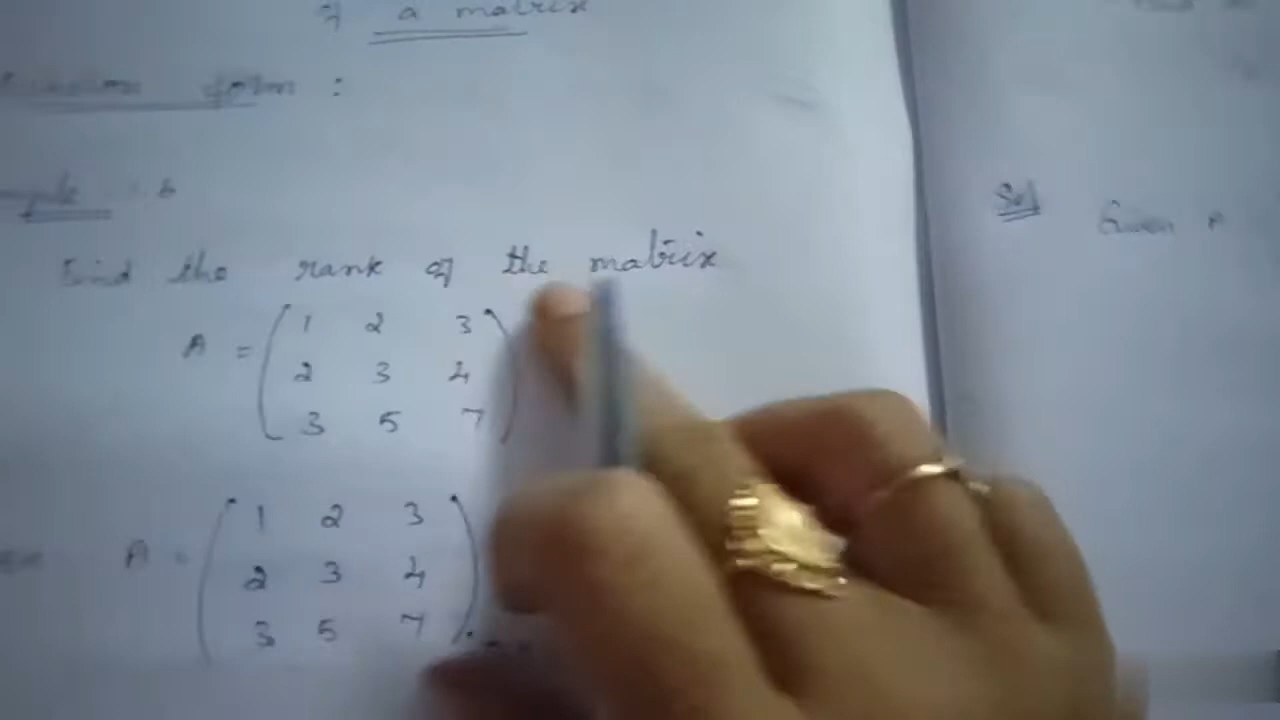 a matrix
form :
Find the rank of the matrix
A = ( 1 2 3
2 3 4
3 5 7 )
A = ( 1 2 3
2 3 4
3 5 7 )
Sol Given